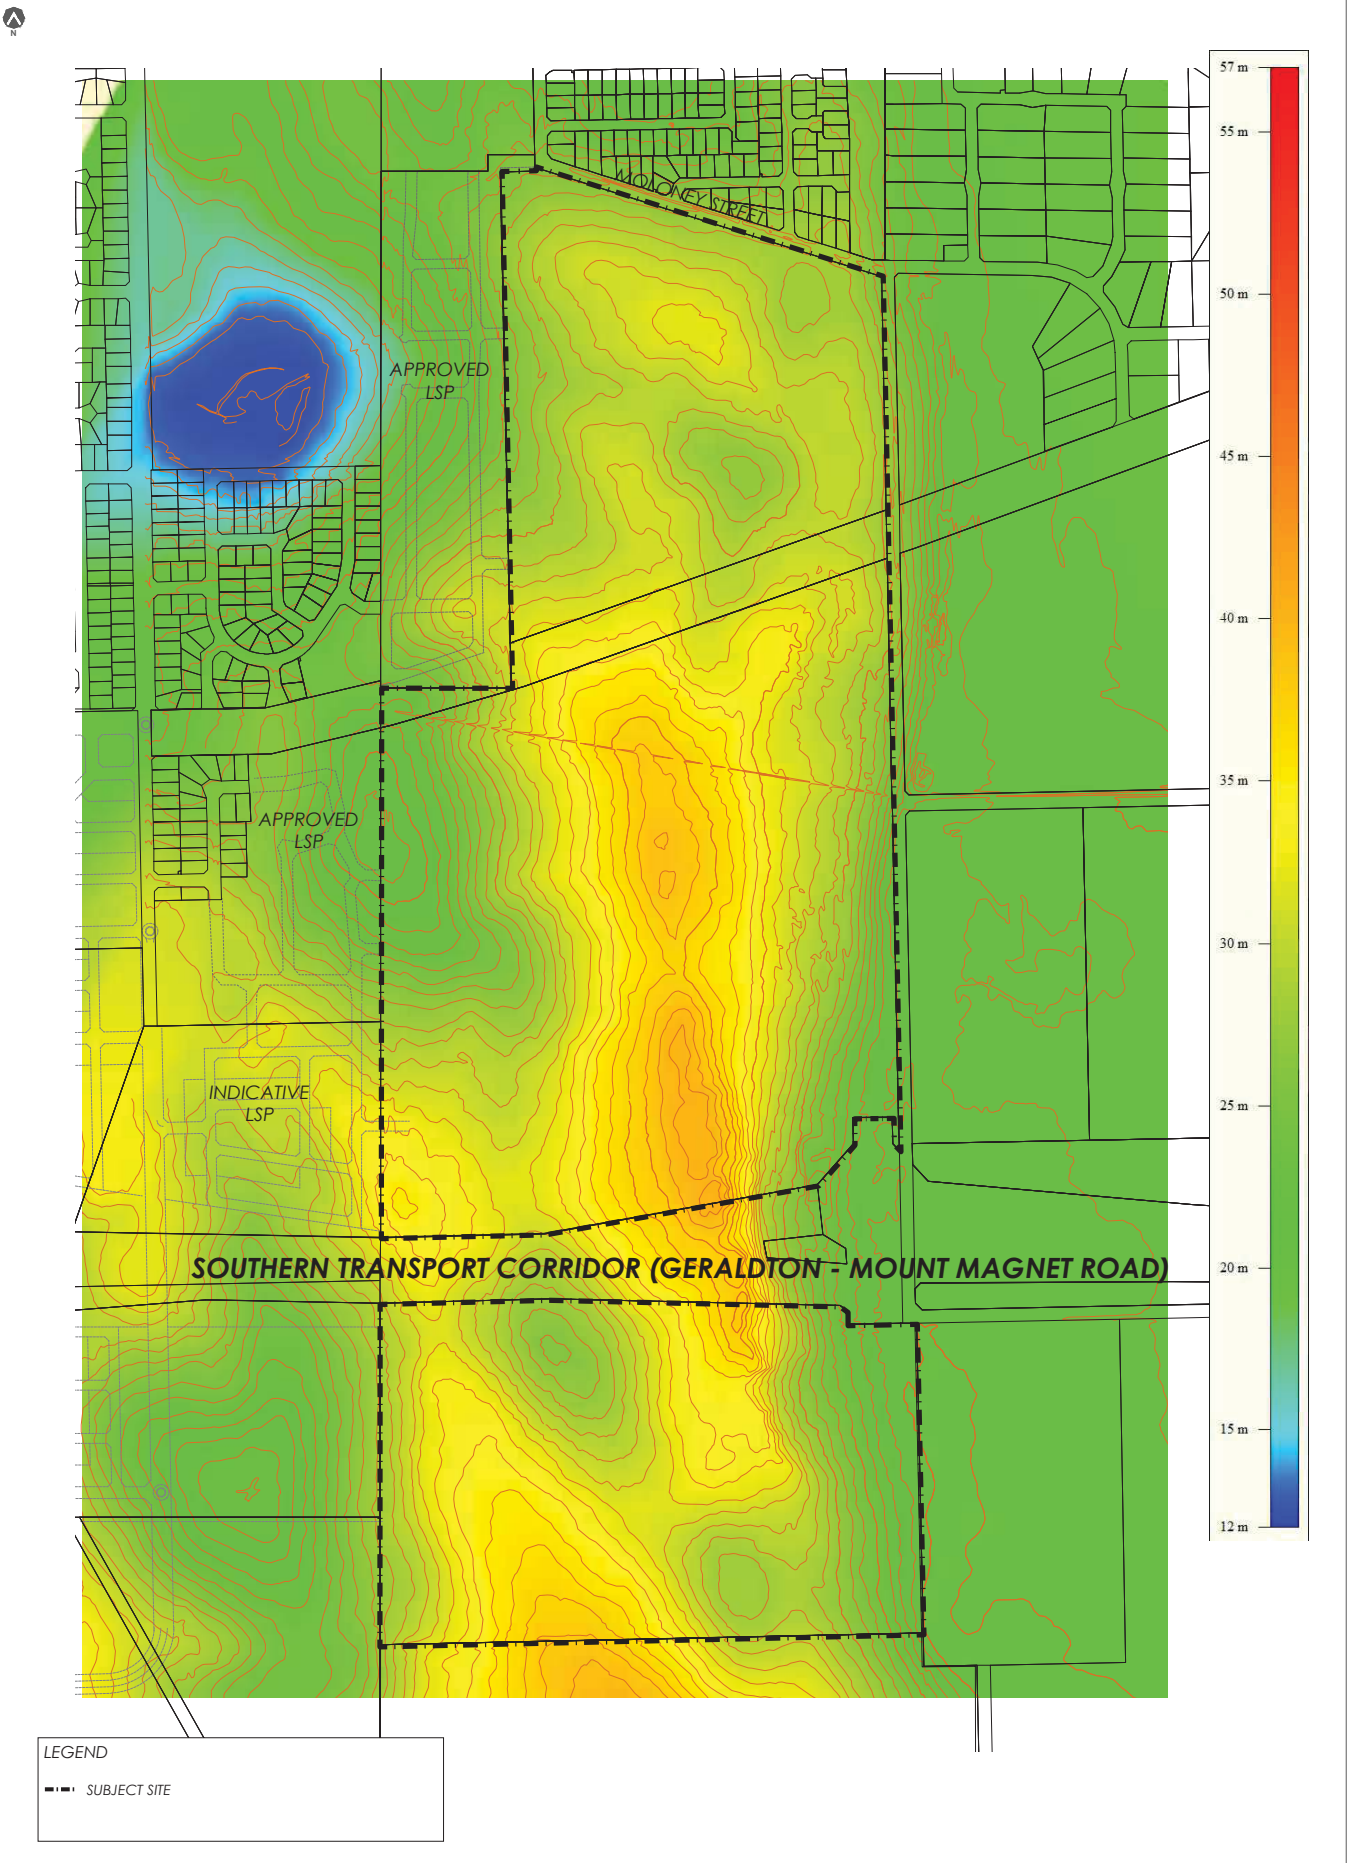 N
57 m
55 m
50 m
45 m
40 m
35 m
30 m
25 m
20 m
15 m
12 m
MOLONEY STREET
APPROVED
LSP
APPROVED
LSP
INDICATIVE
LSP
SOUTHERN TRANSPORT CORRIDOR (GERALDTON - MOUNT MAGNET ROAD)
LEGEND
SUBJECT SITE